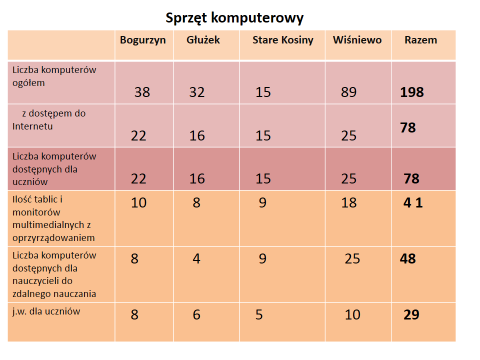 Sprzęt komputerowy
Bogurzyn Głużek Stare Kosiny Wiśniewo Razem
Liczba komputerów
ogółem
38 32 15 89 198
z dostępem do
Internetu
22 16 15 25 78
Liczba komputerów
dostępnych dla
uczniów
22 16 15 25 78
Ilość tablic i
monitorów
multimedialnych z
oprzyrządowaniem
10 8 9 18 4 1
Liczba komputerów
dostępnych dla
nauczycieli do
zdalnego nauczania
8 4 9 25 48
j.w. dla uczniów
8 6 5 10 29